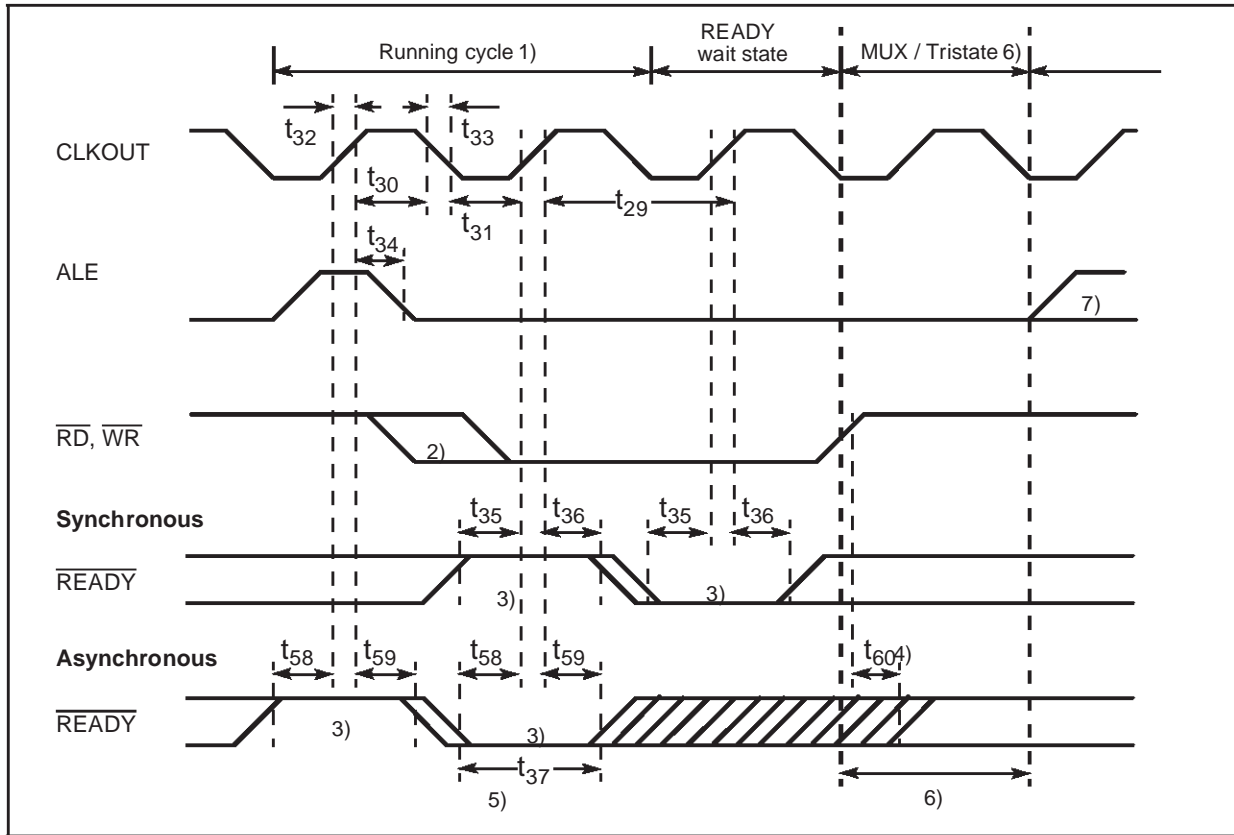 READY
Running cycle 1)
wait state
MUX / Tristate 6)
t32
t33
CLKOUT
t30
t31
t29
t34
ALE
7)
RD, WR
2)
Synchronous
t35
t36
t35
t36
READY
3)
3)
Asynchronous
t58
t59
t58
t59
t604)
READY
3)
3)
t37
5)
6)